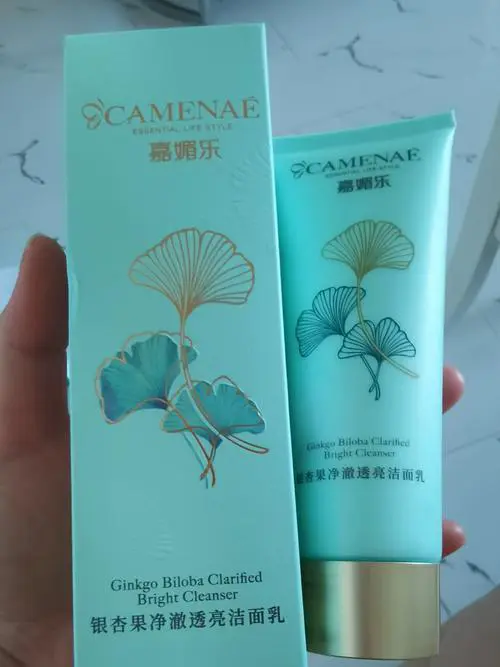 CAMENAE
ESSENTIAL LIFE STYLE
嘉媚乐
Ginkgo Biloba Clarified
Bright Cleanser
银杏果净澈透亮洁面乳
CAMENAE
ESSENTIAL LIFE STYLE
嘉媚乐
Ginkgo Biloba Clarified
Bright Cleanser
银杏果净澈透亮洁面乳